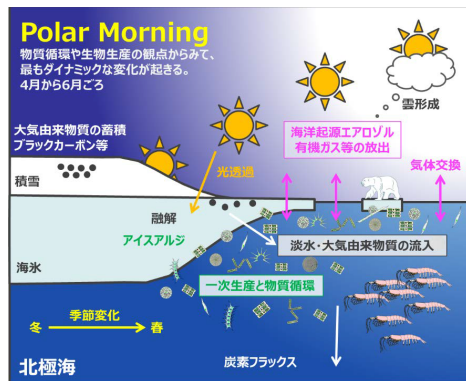 Polar Morning
物質循環や生物生産の観点からみて、
最もダイナミックな変化が起きる。
4月から6月ごろ
雲形成
大気由来物質の蓄積
ブラックカーボン等
海洋起源エアロゾル
有機ガス等の放出
気体交換
光透過
積雪
融解
アイスアルジ
淡水・大気由来物質の流入
海氷
一次生産と物質循環
季節変化
冬
春
炭素フラックス
北極海